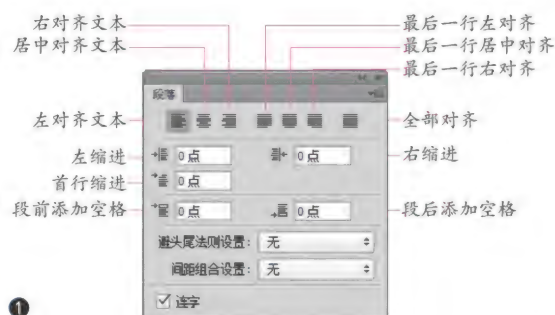 右对齐文本
最后一行左对齐
居中对齐文本
最后一行居中对齐
最后一行右对齐
段落
左对齐文本
全部对齐
左缩进
0点
0点
右缩进
首行缩进
0点
段前添加空格
0点
0点
段后添加空格
避头尾法则设置: 无
间距组合设置: 无
连字
❶